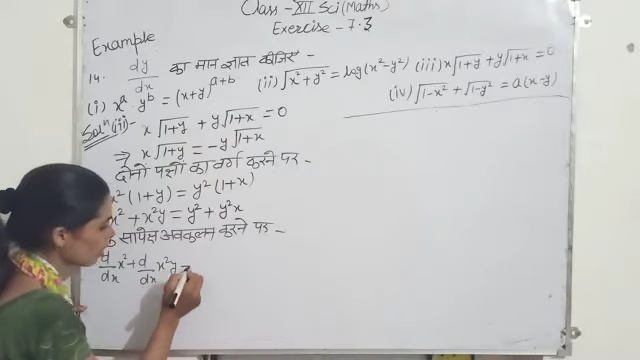 Class-XII Sci (Maths)
Exercise-7.3
Example
14. dy/dx का मान ज्ञात कीजिए -
(i) x^a . y^b = (x+y)^(a+b) (ii) √(x²+y²) = log(x²-y²) (iii) x√(1+y) + y√(1+x) = 0
(iv) √(1-x²) + √(1-y²) = a(x-y)
Solⁿ (iii)-
x√(1+y) + y√(1+x) = 0
⇒ x√(1+y) = -y√(1+x)
दोनो पक्षों का वर्ग करने पर -
x²(1+y) = y²(1+x)
x² + x²y = y² + y²x
सापेक्ष अवकलन करने पर -
d/dx x² + d/dx x²y =